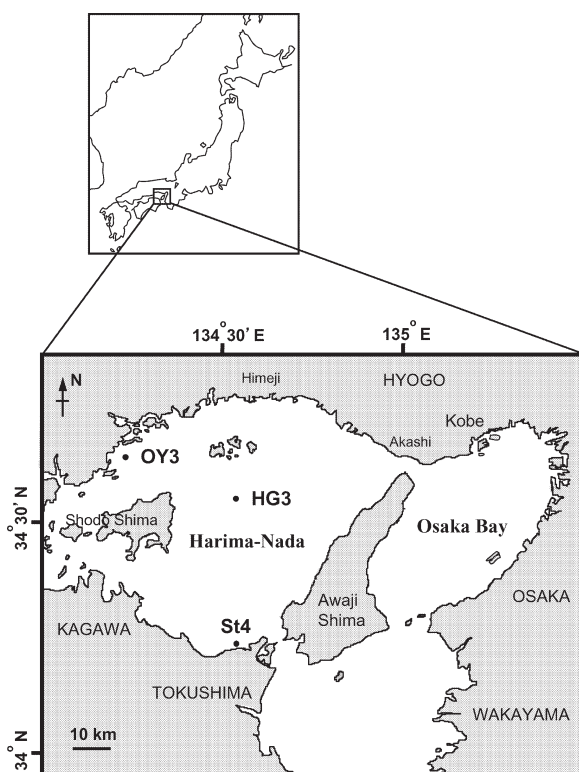 134°30' E
135°E
N
Himeji
HYOGO
Kobe
Akashi
OY3
HG3
34°30' N
Shodo Shima
Osaka Bay
Harima-Nada
OSAKA
Awaji
Shima
KAGAWA
St4
TOKUSHIMA
WAKAYAMA
10 km
34°N